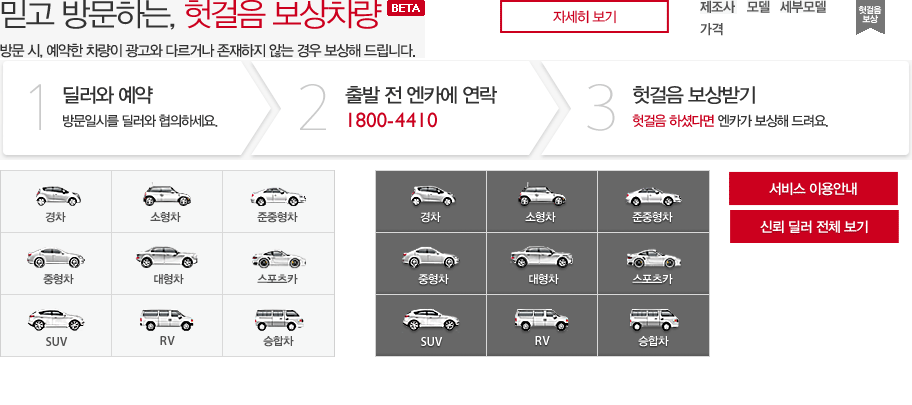 믿고 방문하는, 헛걸음 보상차량 BETA
방문 시, 예약한 차량이 광고와 다르거나 존재하지 않는 경우 보상해 드립니다.
자세히 보기
제조사 모델 세부모델
가격
헛걸음
보상
1 딜러와 예약
방문일시를 딜러와 협의하세요.
2 출발 전 엔카에 연락
1800-4410
3 헛걸음 보상받기
헛걸음 하셨다면 엔카가 보상해 드려요.
경차 소형차 준중형차
중형차 대형차 스포츠카
SUV RV 승합차
경차 소형차 준중형차
중형차 대형차 스포츠카
SUV RV 승합차
서비스 이용안내
신뢰 딜러 전체 보기